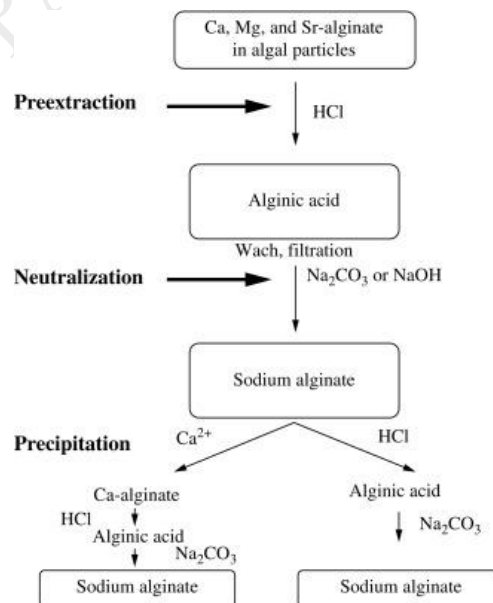 Ca, Mg, and Sr-alginate
in algal particles
Preextraction
HCl
Alginic acid
Wach, filtration
Neutralization
Na₂CO₃ or NaOH
Sodium alginate
Precipitation
Ca²⁺
HCl
Ca-alginate
Alginic acid
HCl
Na₂CO₃
Alginic acid
Na₂CO₃
Sodium alginate
Sodium alginate